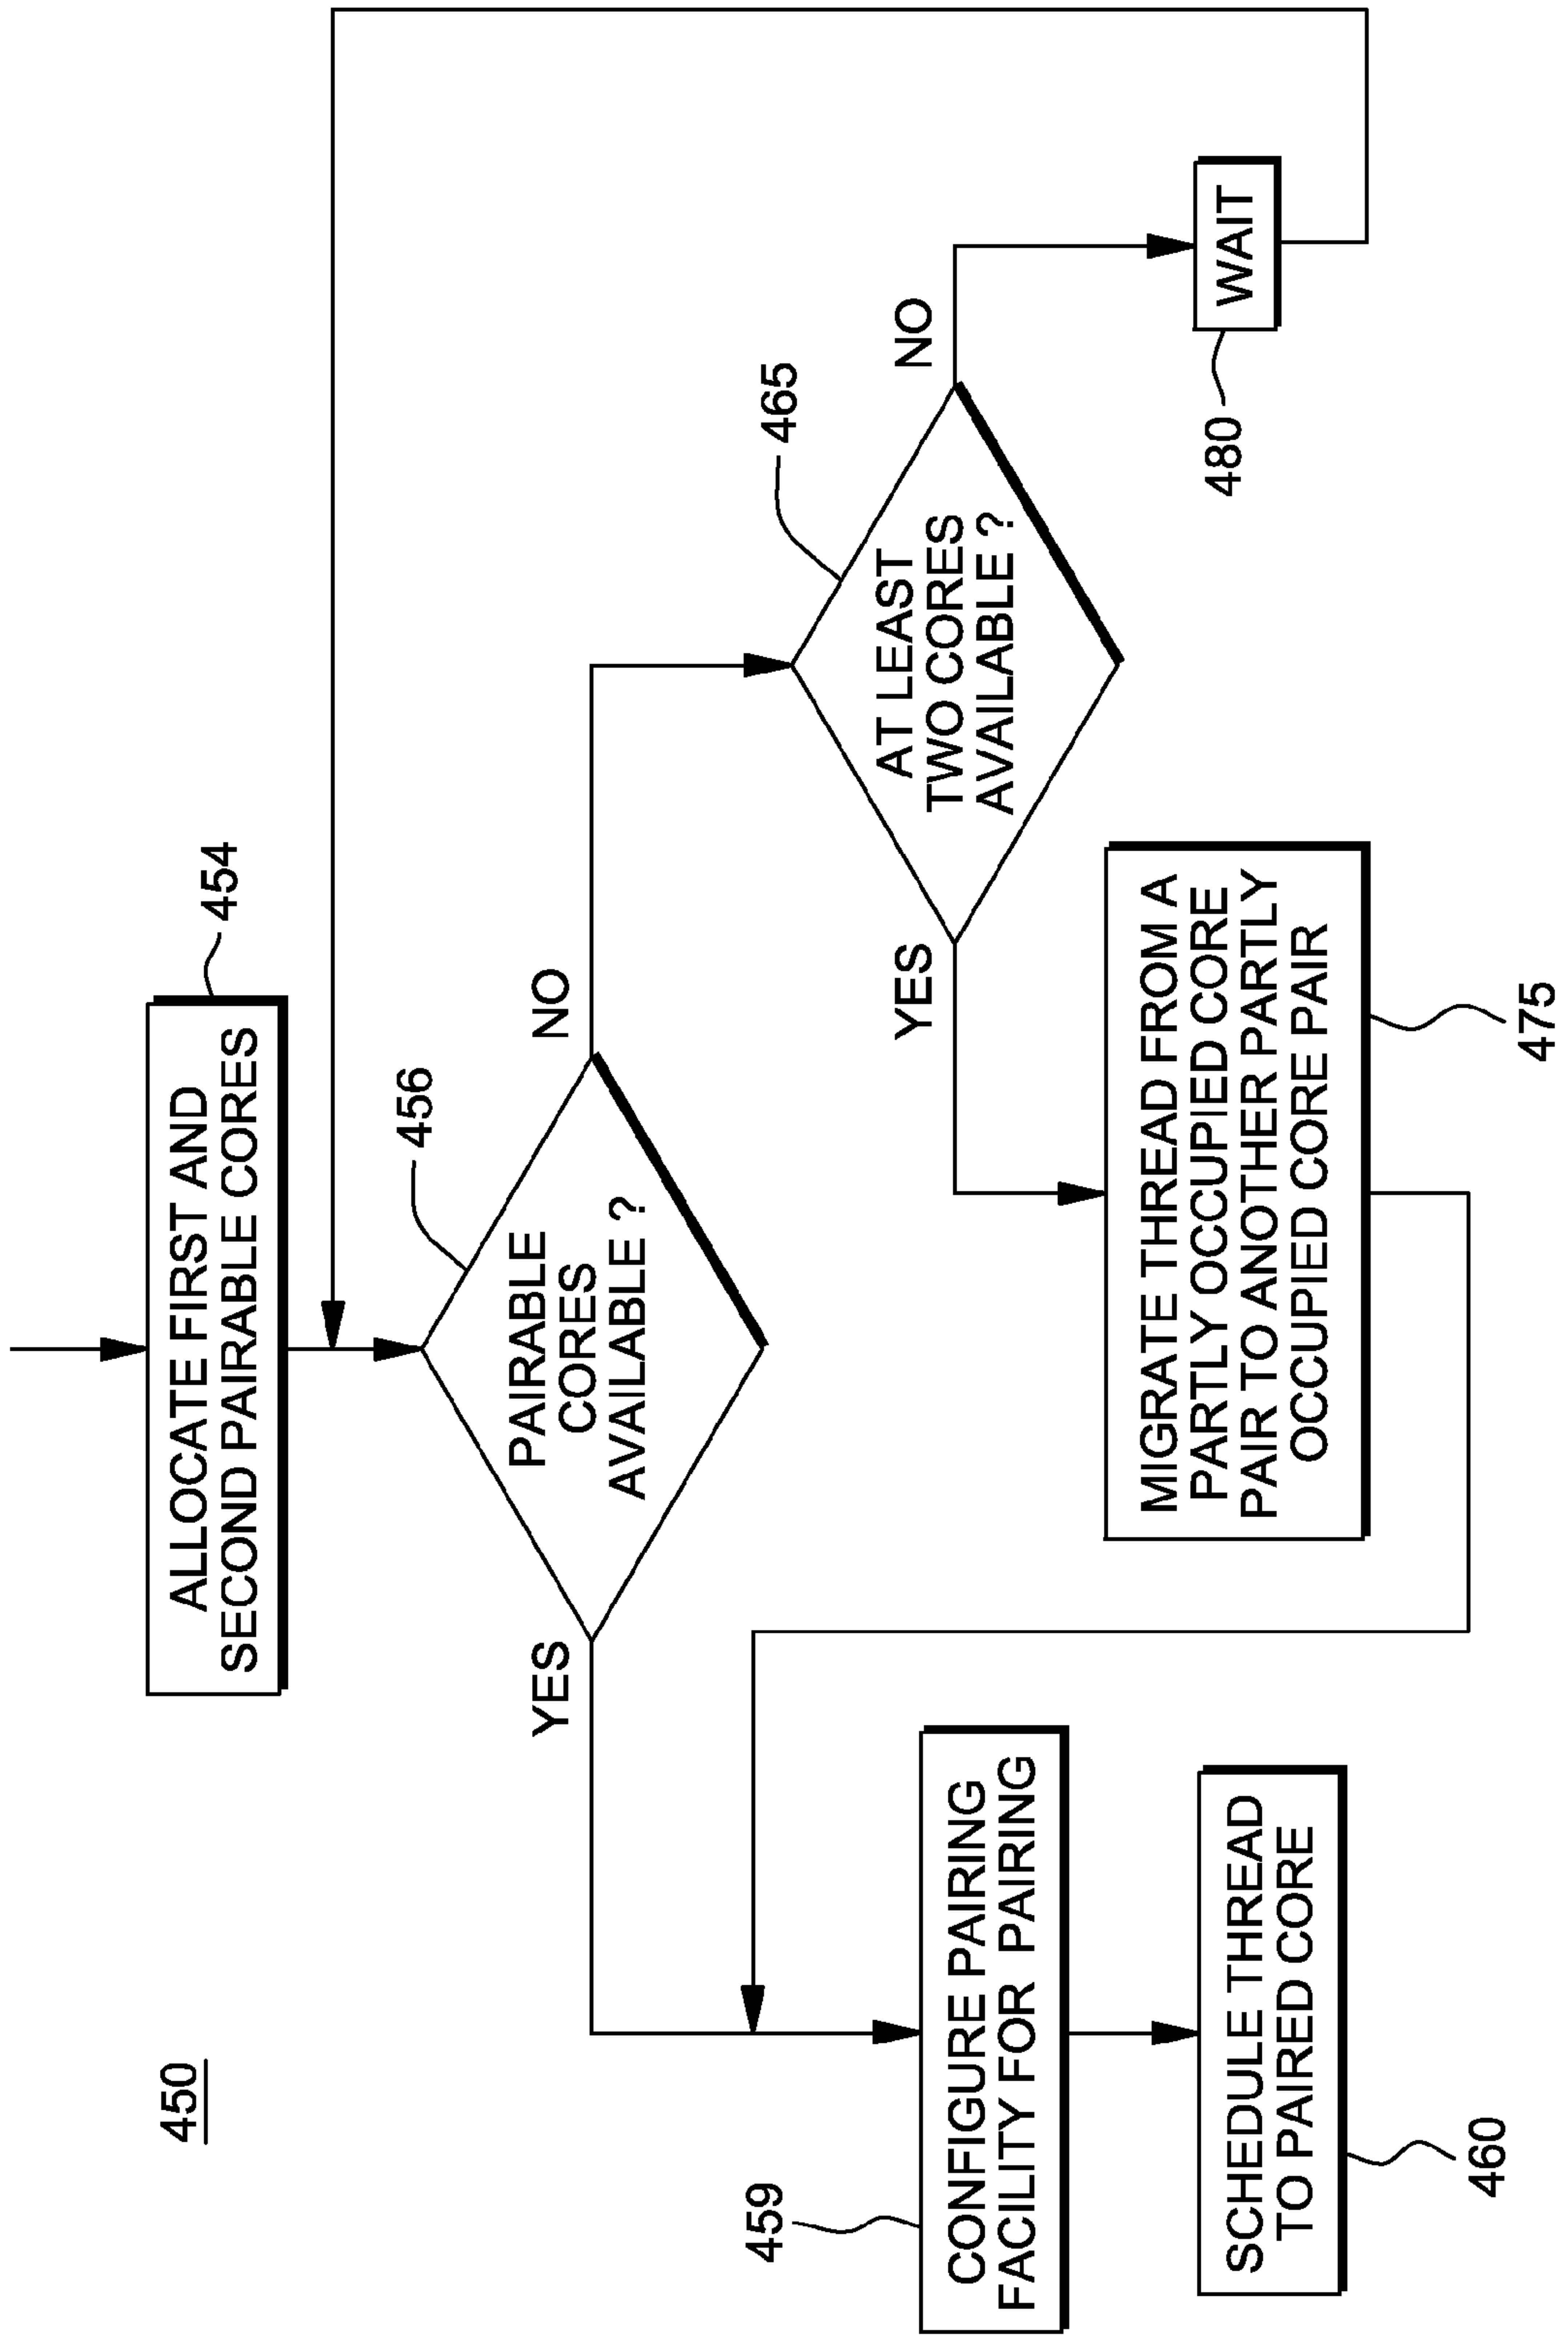 450
ALLOCATE FIRST AND
SECOND PAIRABLE CORES
454
456
PAIRABLE
CORES
AVAILABLE ?
YES
NO
465
AT LEAST
TWO CORES
AVAILABLE ?
YES
NO
459
CONFIGURE PAIRING
FACILITY FOR PAIRING
MIGRATE THREAD FROM A
PARTLY OCCUPIED CORE
PAIR TO ANOTHER PARTLY
OCCUPIED CORE PAIR
475
WAIT
480
SCHEDULE THREAD
TO PAIRED CORE
460